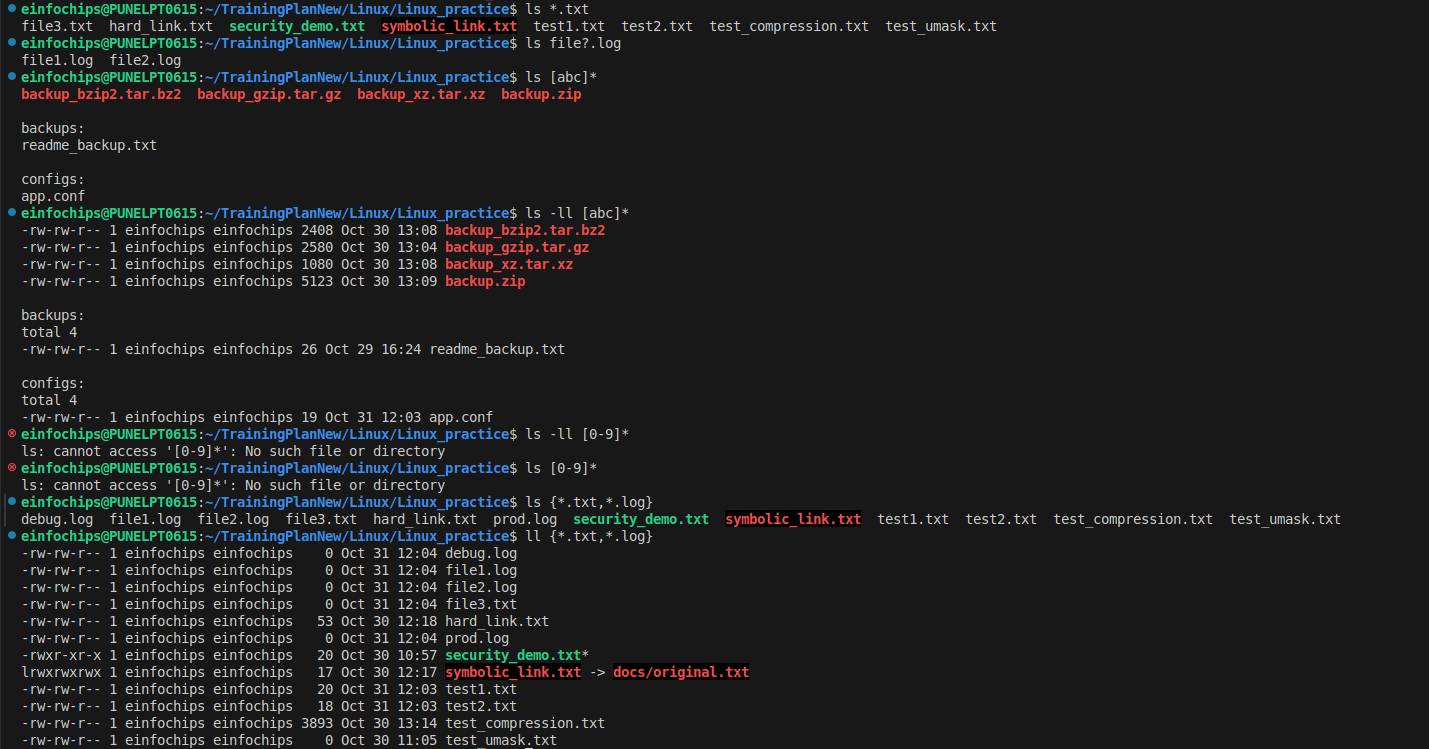 einfochips@PUNELPT0615:~/TrainingPlanNew/Linux/Linux_practice$ ls *.txt
file3.txt  hard_link.txt  security_demo.txt  symbolic_link.txt  test1.txt  test2.txt  test_compression.txt  test_umask.txt
einfochips@PUNELPT0615:~/TrainingPlanNew/Linux/Linux_practice$ ls file?.log
file1.log  file2.log
einfochips@PUNELPT0615:~/TrainingPlanNew/Linux/Linux_practice$ ls [abc]*
backup_bzip2.tar.bz2  backup_gzip.tar.gz  backup_xz.tar.xz  backup.zip

backups:
readme_backup.txt

configs:
app.conf
einfochips@PUNELPT0615:~/TrainingPlanNew/Linux/Linux_practice$ ls -ll [abc]*
-rw-rw-r-- 1 einfochips einfochips 2408 Oct 30 13:08 backup_bzip2.tar.bz2
-rw-rw-r-- 1 einfochips einfochips 2580 Oct 30 13:04 backup_gzip.tar.gz
-rw-rw-r-- 1 einfochips einfochips 1080 Oct 30 13:08 backup_xz.tar.xz
-rw-rw-r-- 1 einfochips einfochips 5123 Oct 30 13:09 backup.zip

backups:
total 4
-rw-rw-r-- 1 einfochips einfochips 26 Oct 29 16:24 readme_backup.txt

configs:
total 4
-rw-rw-r-- 1 einfochips einfochips 19 Oct 31 12:03 app.conf
einfochips@PUNELPT0615:~/TrainingPlanNew/Linux/Linux_practice$ ls -ll [0-9]*
ls: cannot access '[0-9]*': No such file or directory
einfochips@PUNELPT0615:~/TrainingPlanNew/Linux/Linux_practice$ ls [0-9]*
ls: cannot access '[0-9]*': No such file or directory
einfochips@PUNELPT0615:~/TrainingPlanNew/Linux/Linux_practice$ ls {*.txt,*.log}
debug.log  file1.log  file2.log  file3.txt  hard_link.txt  prod.log  security_demo.txt  symbolic_link.txt  test1.txt  test2.txt  test_compression.txt  test_umask.txt
einfochips@PUNELPT0615:~/TrainingPlanNew/Linux/Linux_practice$ ll {*.txt,*.log}
-rw-rw-r-- 1 einfochips einfochips    0 Oct 31 12:04 debug.log
-rw-rw-r-- 1 einfochips einfochips    0 Oct 31 12:04 file1.log
-rw-rw-r-- 1 einfochips einfochips    0 Oct 31 12:04 file2.log
-rw-rw-r-- 1 einfochips einfochips    0 Oct 31 12:04 file3.txt
-rw-rw-r-- 1 einfochips einfochips   53 Oct 30 12:18 hard_link.txt
-rw-rw-r-- 1 einfochips einfochips    0 Oct 31 12:04 prod.log
-rwxr-xr-x 1 einfochips einfochips   20 Oct 30 10:57 security_demo.txt*
lrwxrwxrwx 1 einfochips einfochips   17 Oct 30 12:17 symbolic_link.txt -> docs/original.txt
-rw-rw-r-- 1 einfochips einfochips   20 Oct 31 12:03 test1.txt
-rw-rw-r-- 1 einfochips einfochips   18 Oct 31 12:03 test2.txt
-rw-rw-r-- 1 einfochips einfochips 3893 Oct 30 13:14 test_compression.txt
-rw-rw-r-- 1 einfochips einfochips    0 Oct 30 11:05 test_umask.txt